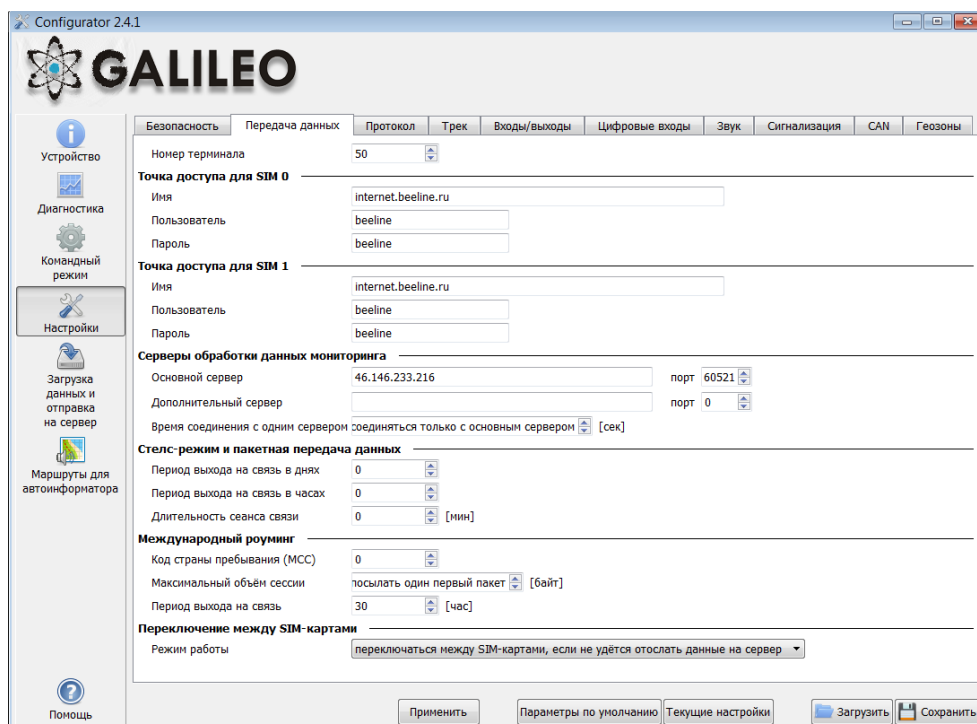 Configurator 2.4.1
GALILEO
Устройство
Диагностика
Командный
режим
Настройки
Загрузка
данных и
отправка
на сервер
Маршруты для
автоинформатора
Помощь
Безопасность Передача данных Протокол Трек Входы/выходы Цифровые входы Звук Сигнализация CAN Геозоны
Номер терминала 50
Точка доступа для SIM 0
Имя internet.beeline.ru
Пользователь beeline
Пароль beeline
Точка доступа для SIM 1
Имя internet.beeline.ru
Пользователь beeline
Пароль beeline
Серверы обработки данных мониторинга
Основной сервер 46.146.233.216 порт 60521
Дополнительный сервер порт 0
Время соединения с одним сервером соединяться только с основным сервером [сек]
Стелс-режим и пакетная передача данных
Период выхода на связь в днях 0
Период выхода на связь в часах 0
Длительность сеанса связи 0 [мин]
Международный роуминг
Код страны пребывания (MCC) 0
Максимальный объём сессии посылать один первый пакет [байт]
Период выхода на связь 30 [час]
Переключение между SIM-картами
Режим работы переключаться между SIM-картами, если не удётся отослать данные на сервер
Применить Параметры по умолчанию Текущие настройки Загрузить Сохранить